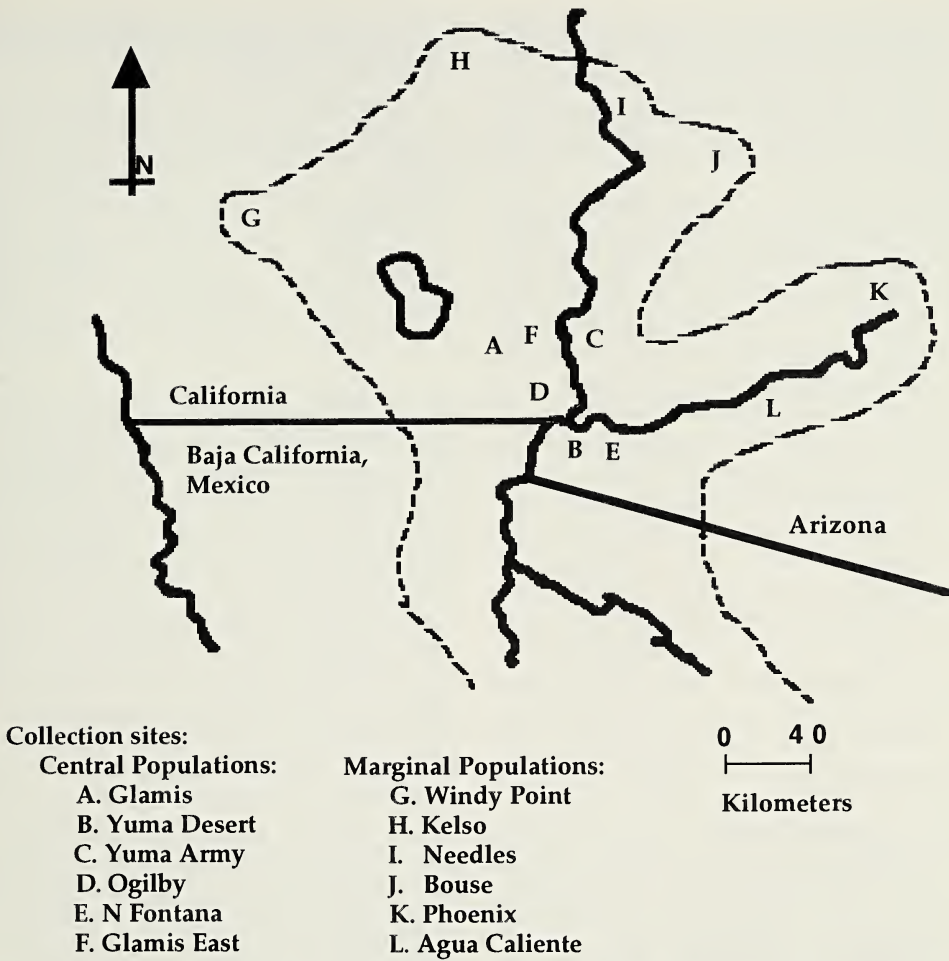 H
I
N
J
G
K
F
C
A
D
California
L
B
E
Baja California,
Mexico
Arizona
0 40
Kilometers
Collection sites:
Central Populations:
A. Glamis
B. Yuma Desert
C. Yuma Army
D. Ogilby
E. N Fontana
F. Glamis East
Marginal Populations:
G. Windy Point
H. Kelso
I. Needles
J. Bouse
K. Phoenix
L. Agua Caliente